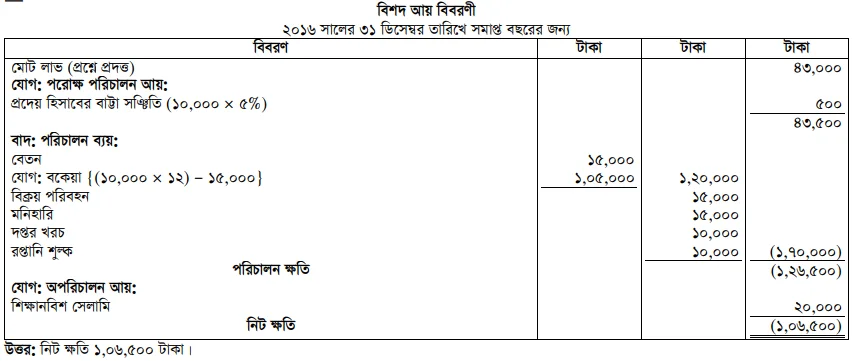 বিশদ আয় বিবরণী
২০১৬ সালের ৩১ ডিসেম্বর তারিখে সমাপ্ত বছরের জন্য
বিবরণ টাকা টাকা টাকা
মোট লাভ (প্রশ্নে প্রদত্ত) ৪৩,০০০
যোগ: পরোক্ষ পরিচালন আয়:
প্রদেয় হিসাবের বাট্টা সঞ্চিতি (১০,০০০ × ৫%) ৫০০
৪৩,৫০০
বাদ: পরিচালন ব্যয়:
বেতন ১৫,০০০
যোগ: বকেয়া {(১০,০০০ × ১২) – ১৫,০০০} ১,০৫,০০০ ১,২০,০০০
বিক্রয় পরিবহন ১৫,০০০
মনিহারি ১৫,০০০
দপ্তর খরচ ১০,০০০
রপ্তানি শুল্ক ১০,০০০ (১,৭০,০০০)
পরিচালন ক্ষতি (১,২৬,৫০০)
যোগ: অপরিচালন আয়:
শিক্ষানবিশ সেলামি ২০,০০০
নিট ক্ষতি (১,০৬,৫০০)
উত্তর: নিট ক্ষতি ১,০৬,৫০০ টাকা।